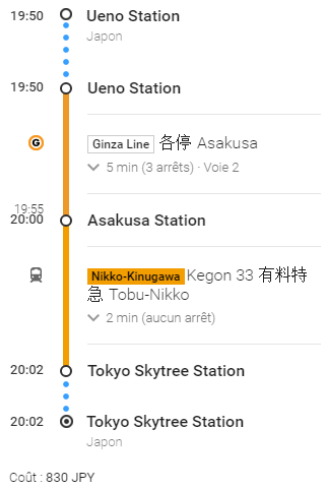 19:50 Ueno Station
Japon
19:50 Ueno Station
G Ginza Line 各停 Asakusa
5 min (3 arrêts) · Voie 2
19:55
20:00 Asakusa Station
Nikko-Kinugawa Kegon 33 有料特
急 Tobu-Nikko
2 min (aucun arrêt)
20:02 Tokyo Skytree Station
20:02 Tokyo Skytree Station
Japon
Coût : 830 JPY